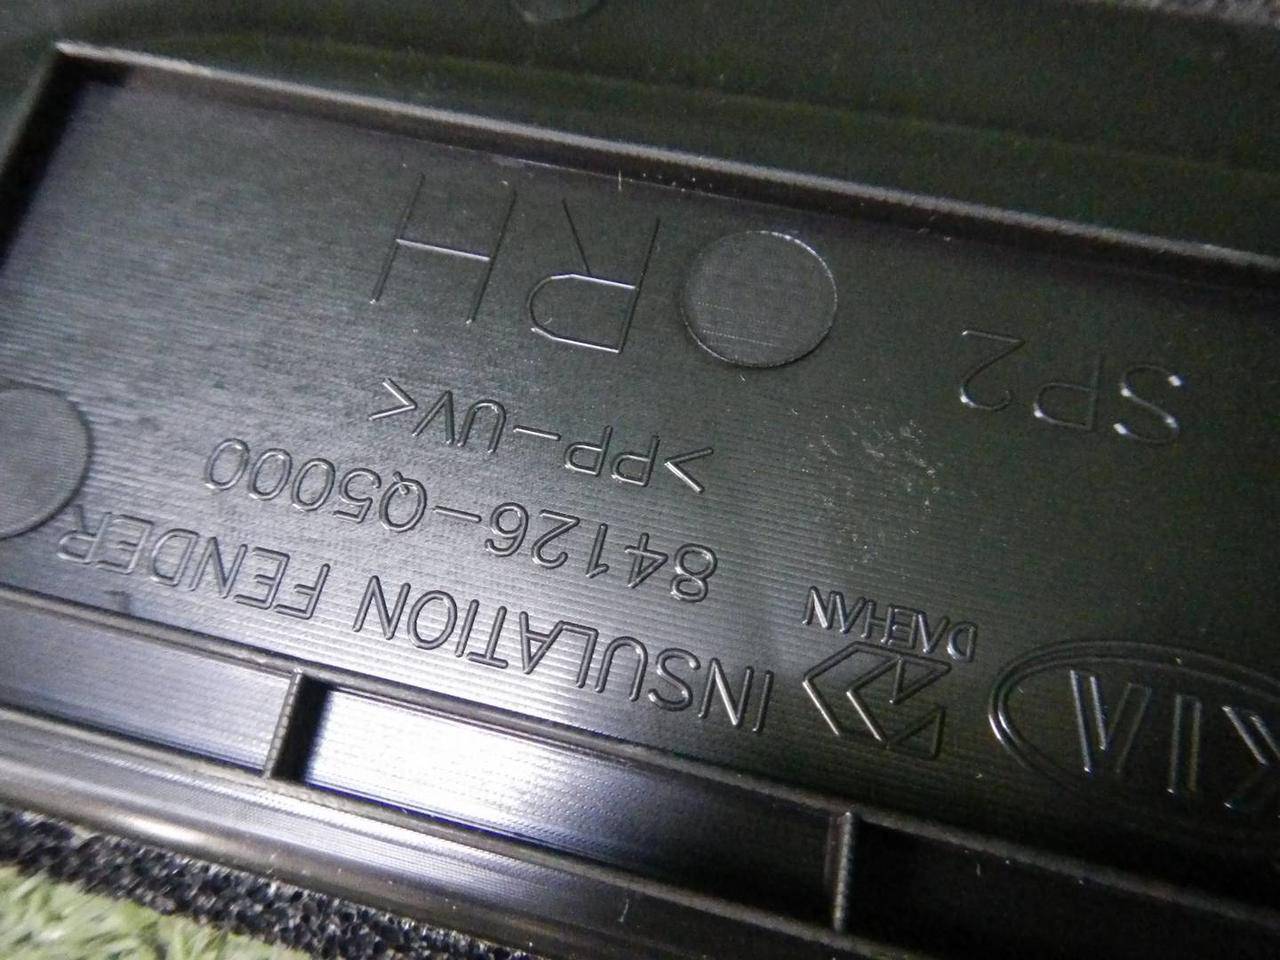 KIA
DAEHAN
INSULATION FENDER
84126-Q5000
>PP-UV<
SP2
RH